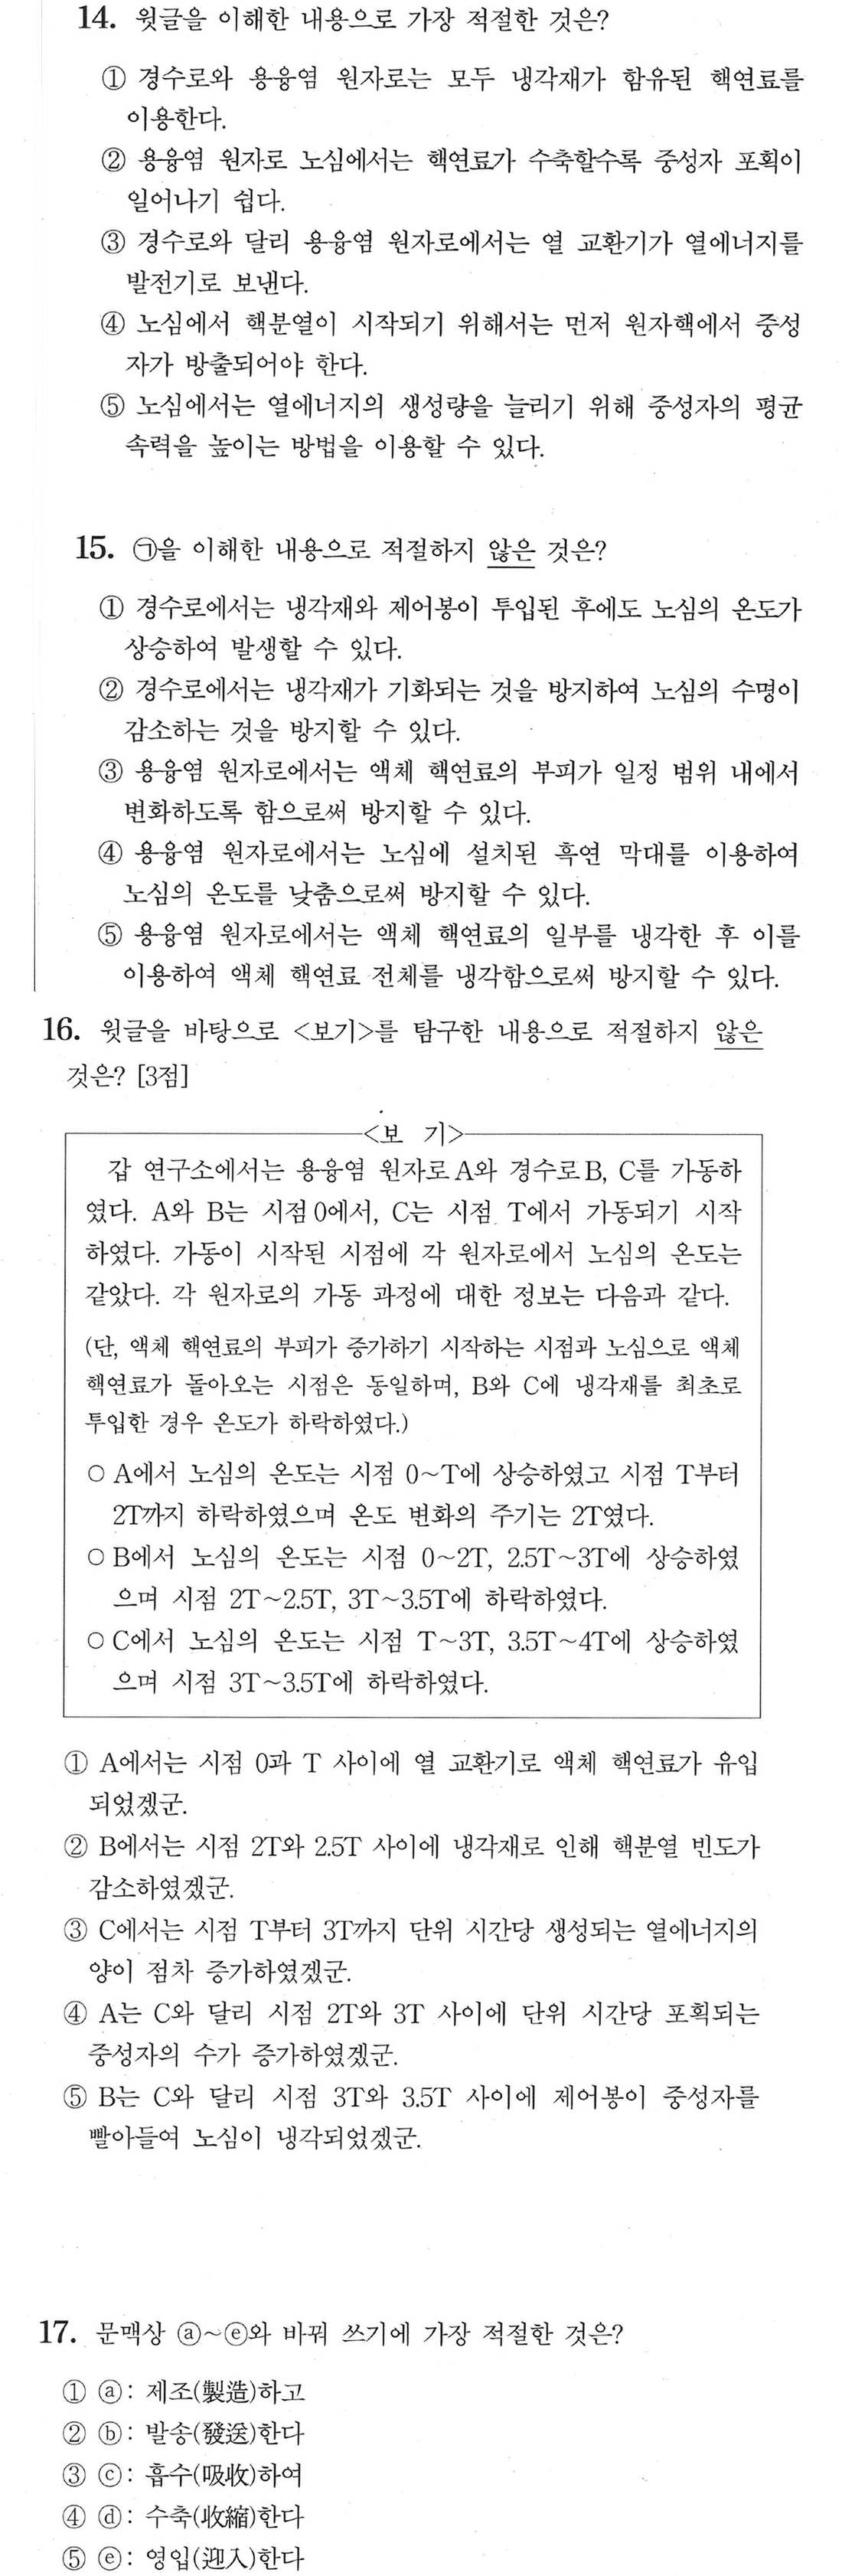 14. 윗글을 이해한 내용으로 가장 적절한 것은?
① 경수로와 용융염 원자로는 모두 냉각재가 함유된 핵연료를
이용한다.
② 용융염 원자로 노심에서는 핵연료가 수축할수록 중성자 포획이
일어나기 쉽다.
③ 경수로와 달리 용융염 원자로에서는 열 교환기가 열에너지를
발전기로 보낸다.
④ 노심에서 핵분열이 시작되기 위해서는 먼저 원자핵에서 중성
자가 방출되어야 한다.
⑤ 노심에서는 열에너지의 생성량을 늘리기 위해 중성자의 평균
속력을 높이는 방법을 이용할 수 있다.
15. ㉠을 이해한 내용으로 적절하지 않은 것은?
① 경수로에서는 냉각재와 제어봉이 투입된 후에도 노심의 온도가
상승하여 발생할 수 있다.
② 경수로에서는 냉각재가 기화되는 것을 방지하여 노심의 수명이
감소하는 것을 방지할 수 있다.
③ 용융염 원자로에서는 액체 핵연료의 부피가 일정 범위 내에서
변화하도록 함으로써 방지할 수 있다.
④ 용융염 원자로에서는 노심에 설치된 흑연 막대를 이용하여
노심의 온도를 낮춤으로써 방지할 수 있다.
⑤ 용융염 원자로에서는 액체 핵연료의 일부를 냉각한 후 이를
이용하여 액체 핵연료 전체를 냉각함으로써 방지할 수 있다.
16. 윗글을 바탕으로 <보기>를 탐구한 내용으로 적절하지 않은
것은? [3점]
<보 기>
갑 연구소에서는 용융염 원자로 A와 경수로 B, C를 가동하
였다. A와 B는 시점 0에서, C는 시점 T에서 가동되기 시작
하였다. 가동이 시작된 시점에 각 원자로에서 노심의 온도는
같았다. 각 원자로의 가동 과정에 대한 정보는 다음과 같다.
(단, 액체 핵연료의 부피가 증가하기 시작하는 시점과 노심으로 액체
핵연료가 돌아오는 시점은 동일하며, B와 C에 냉각재를 최초로
투입한 경우 온도가 하락하였다.)
○ A에서 노심의 온도는 시점 0~T에 상승하였고 시점 T부터
2T까지 하락하였으며 온도 변화의 주기는 2T였다.
○ B에서 노심의 온도는 시점 0~2T, 2.5T~3T에 상승하였
으며 시점 2T~2.5T, 3T~3.5T에 하락하였다.
○ C에서 노심의 온도는 시점 T~3T, 3.5T~4T에 상승하였
으며 시점 3T~3.5T에 하락하였다.
① A에서는 시점 0과 T 사이에 열 교환기로 액체 핵연료가 유입
되었겠군.
② B에서는 시점 2T와 2.5T 사이에 냉각재로 인해 핵분열 빈도가
감소하였겠군.
③ C에서는 시점 T부터 3T까지 단위 시간당 생성되는 열에너지의
양이 점차 증가하였겠군.
④ A는 C와 달리 시점 2T와 3T 사이에 단위 시간당 포획되는
중성자의 수가 증가하였겠군.
⑤ B는 C와 달리 시점 3T와 3.5T 사이에 제어봉이 중성자를
빨아들여 노심이 냉각되었겠군.
17. 문맥상 ⓐ~ⓔ와 바꿔 쓰기에 가장 적절한 것은?
① ⓐ: 제조(製造)하고
② ⓑ: 발송(發送)한다
③ ⓒ: 흡수(吸收)하여
④ ⓓ: 수축(收縮)한다
⑤ ⓔ: 영입(迎入)한다